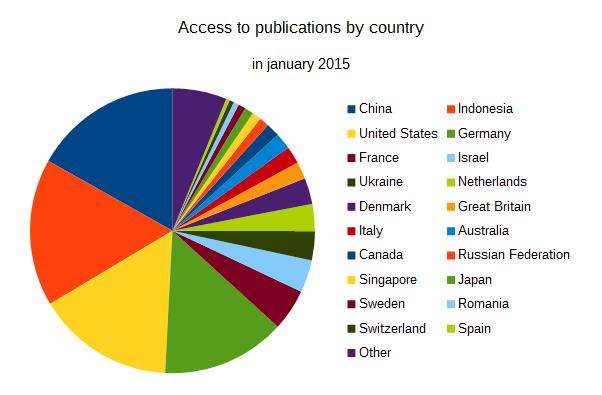 Access to publications by country
in january 2015
China
Indonesia
United States
Germany
France
Israel
Ukraine
Netherlands
Denmark
Great Britain
Italy
Australia
Canada
Russian Federation
Singapore
Japan
Sweden
Romania
Switzerland
Spain
Other